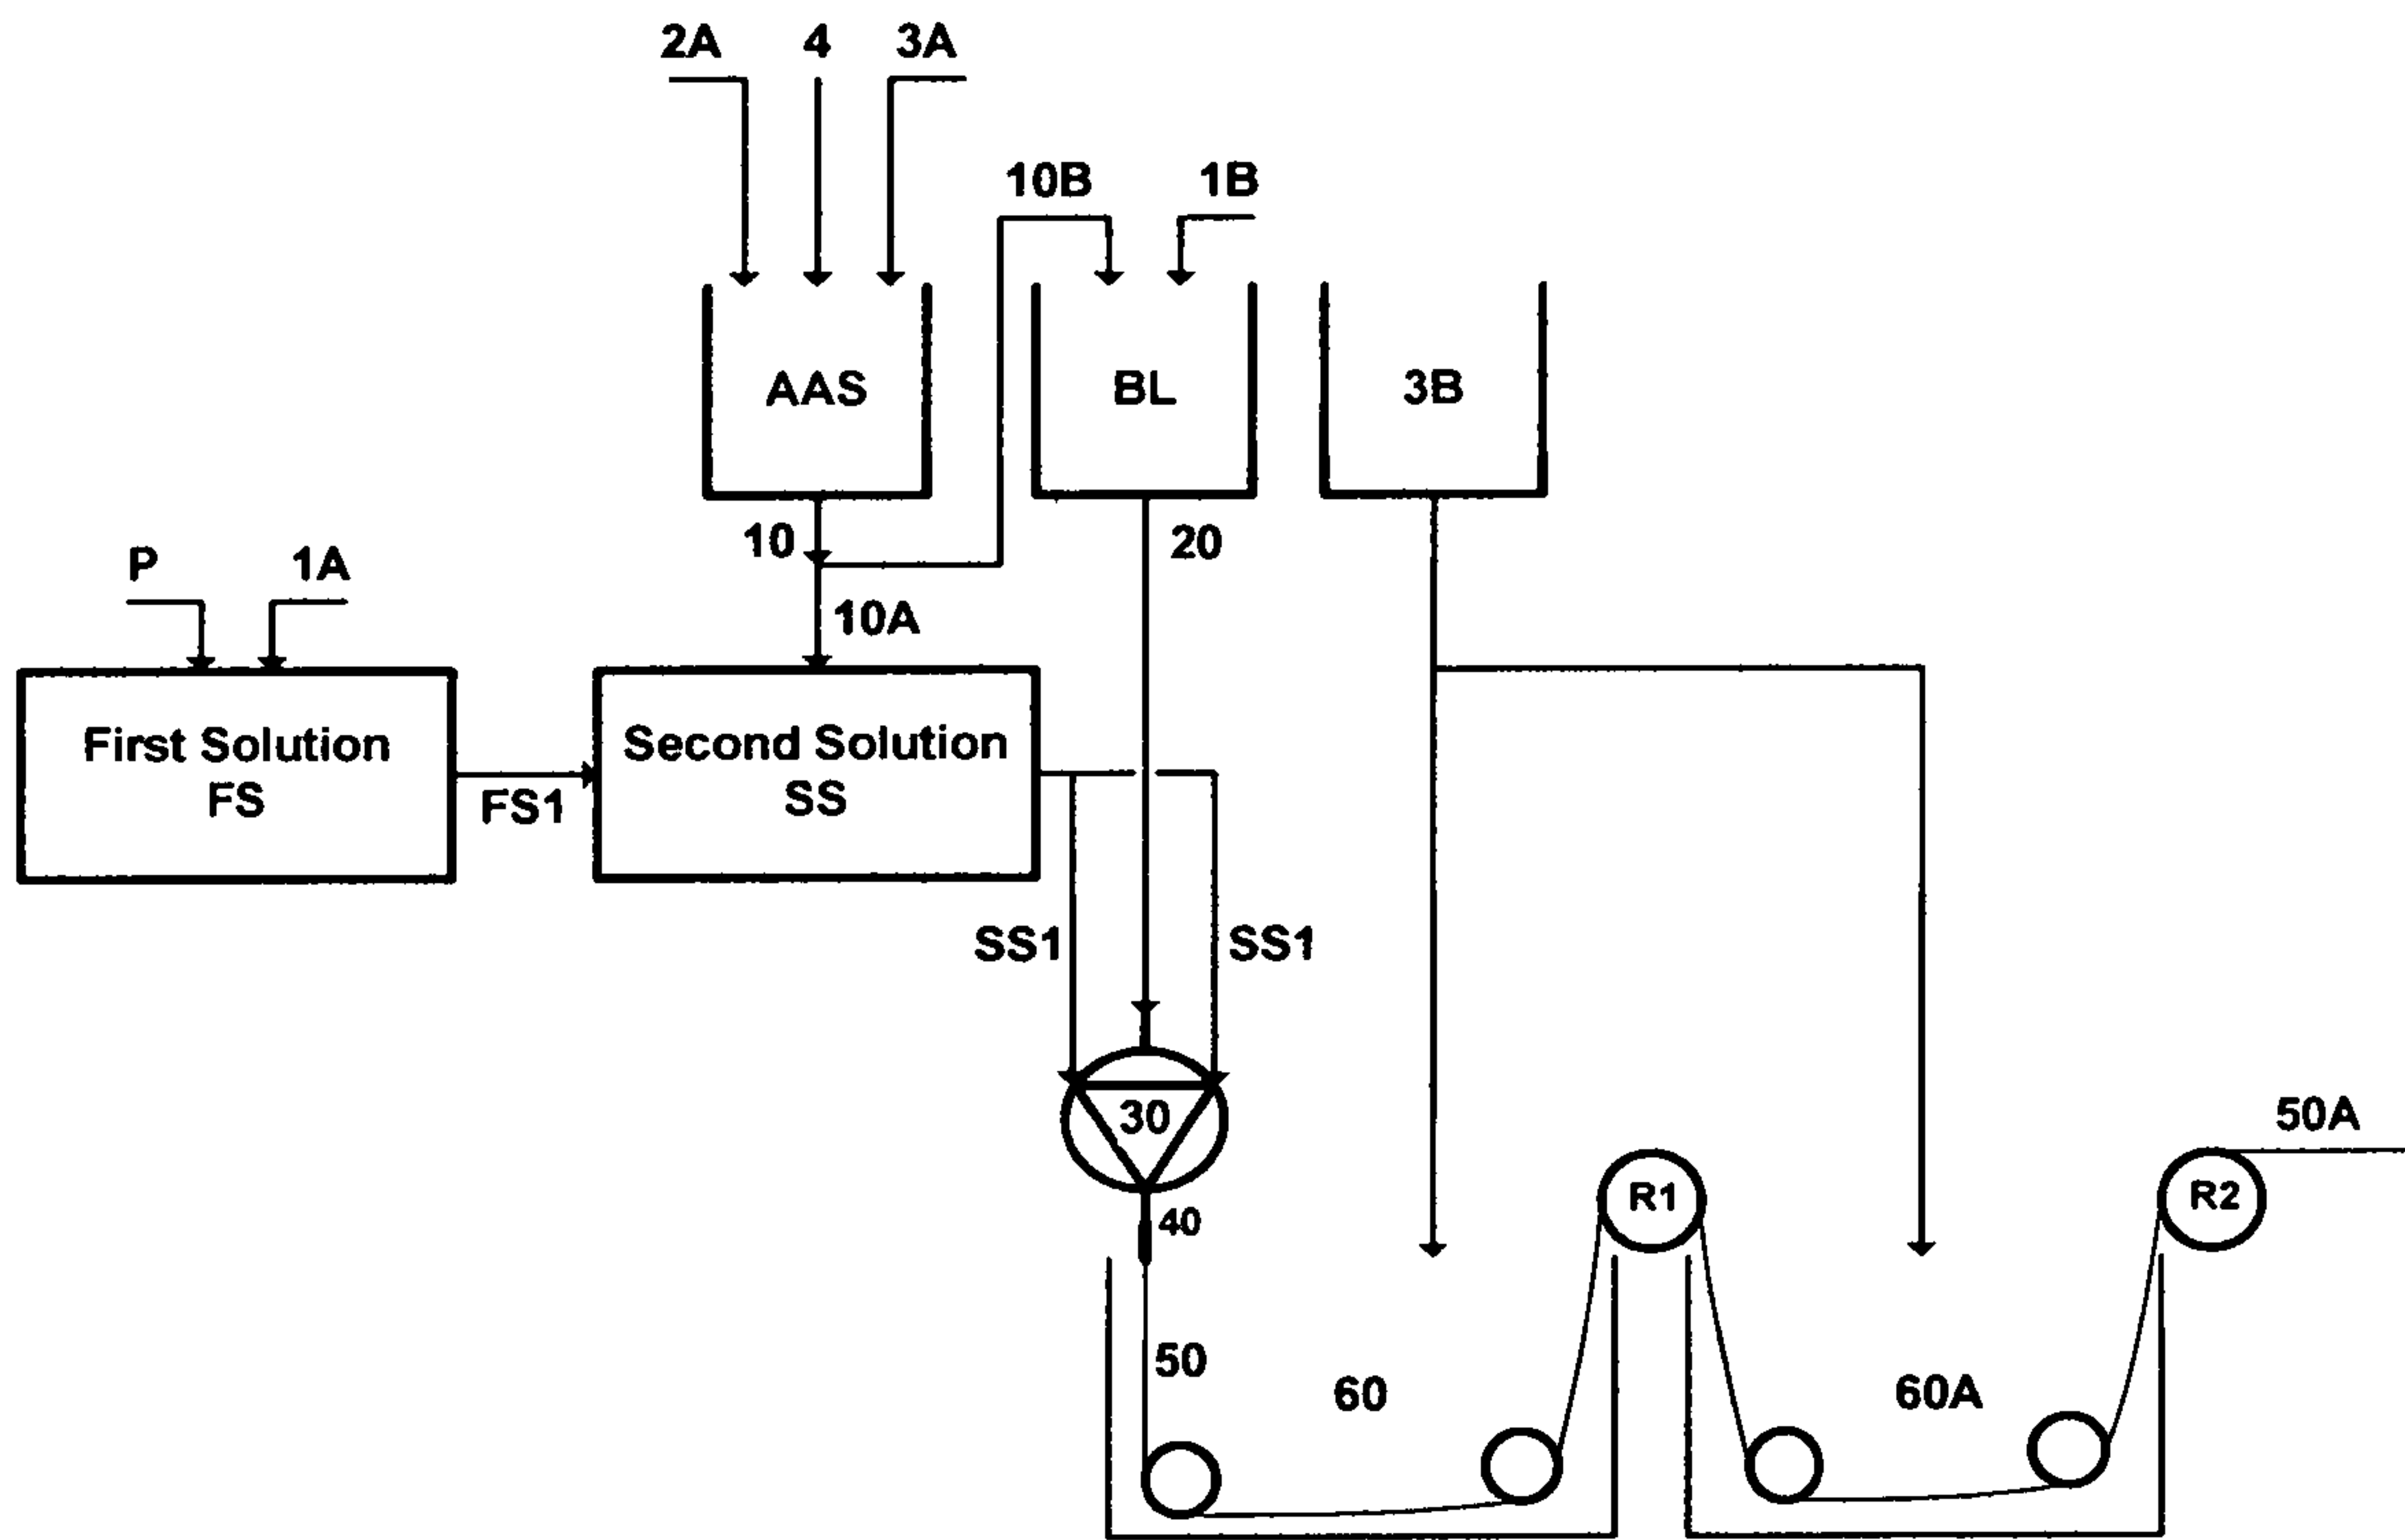 2A 4 3A
10B 1B
AAS BL 3B
10 20
P 1A
10A
First Solution
FS
FS1
Second Solution
SS
SS1 SS1
30
40
50A
R1 R2
50 60 60A